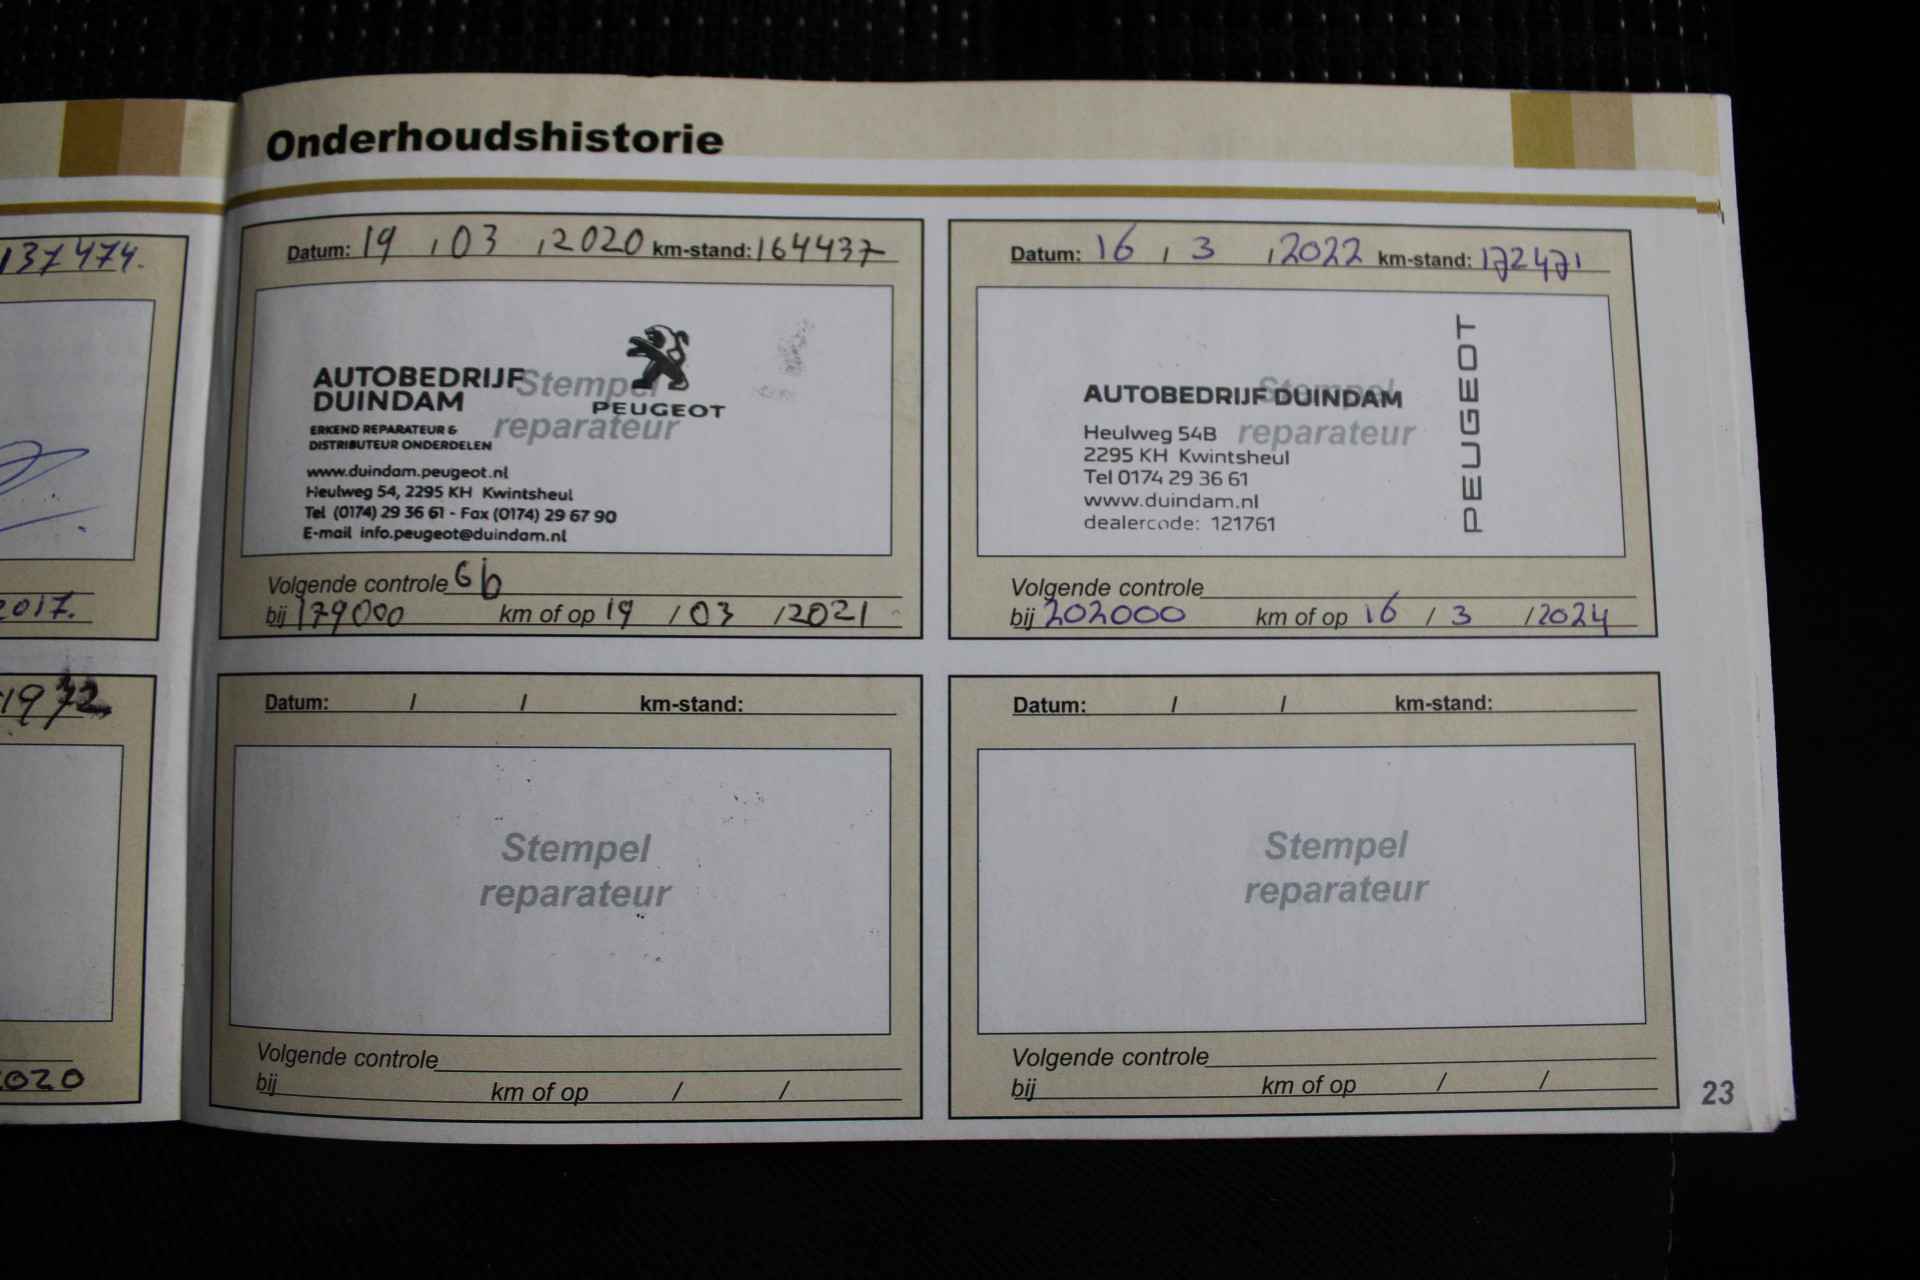 Onderhoudshistorie
137474.
2017.
1972
2020
Datum: 19 / 03 / 2020 km-stand: 164437
Stempel
reparateur
AUTOBEDRIJF
DUINDAM
PEUGEOT
ERKEND REPARATEUR &
DISTRIBUTEUR ONDERDELEN
www.duindam.peugeot.nl
Heulweg 54, 2295 KH Kwintsheul
Tel (0174) 29 36 61 - Fax (0174) 29 67 90
E-mail info.peugeot@duindam.nl
Volgende controle Gb
bij 179000 km of op 19 / 03 / 2021
Datum: 16 / 3 / 2022 km-stand: 172471
Stempel
reparateur
AUTOBEDRIJF DUINDAM
Heulweg 54B
2295 KH Kwintsheul
Tel 0174 29 36 61
www.duindam.nl
dealercode: 121761
PEUGEOT
Volgende controle
bij 202000 km of op 16 / 3 / 2024
Datum: / / km-stand:
Stempel
reparateur
Volgende controle
bij km of op / /
Datum: / / km-stand:
Stempel
reparateur
Volgende controle
bij km of op / /
23